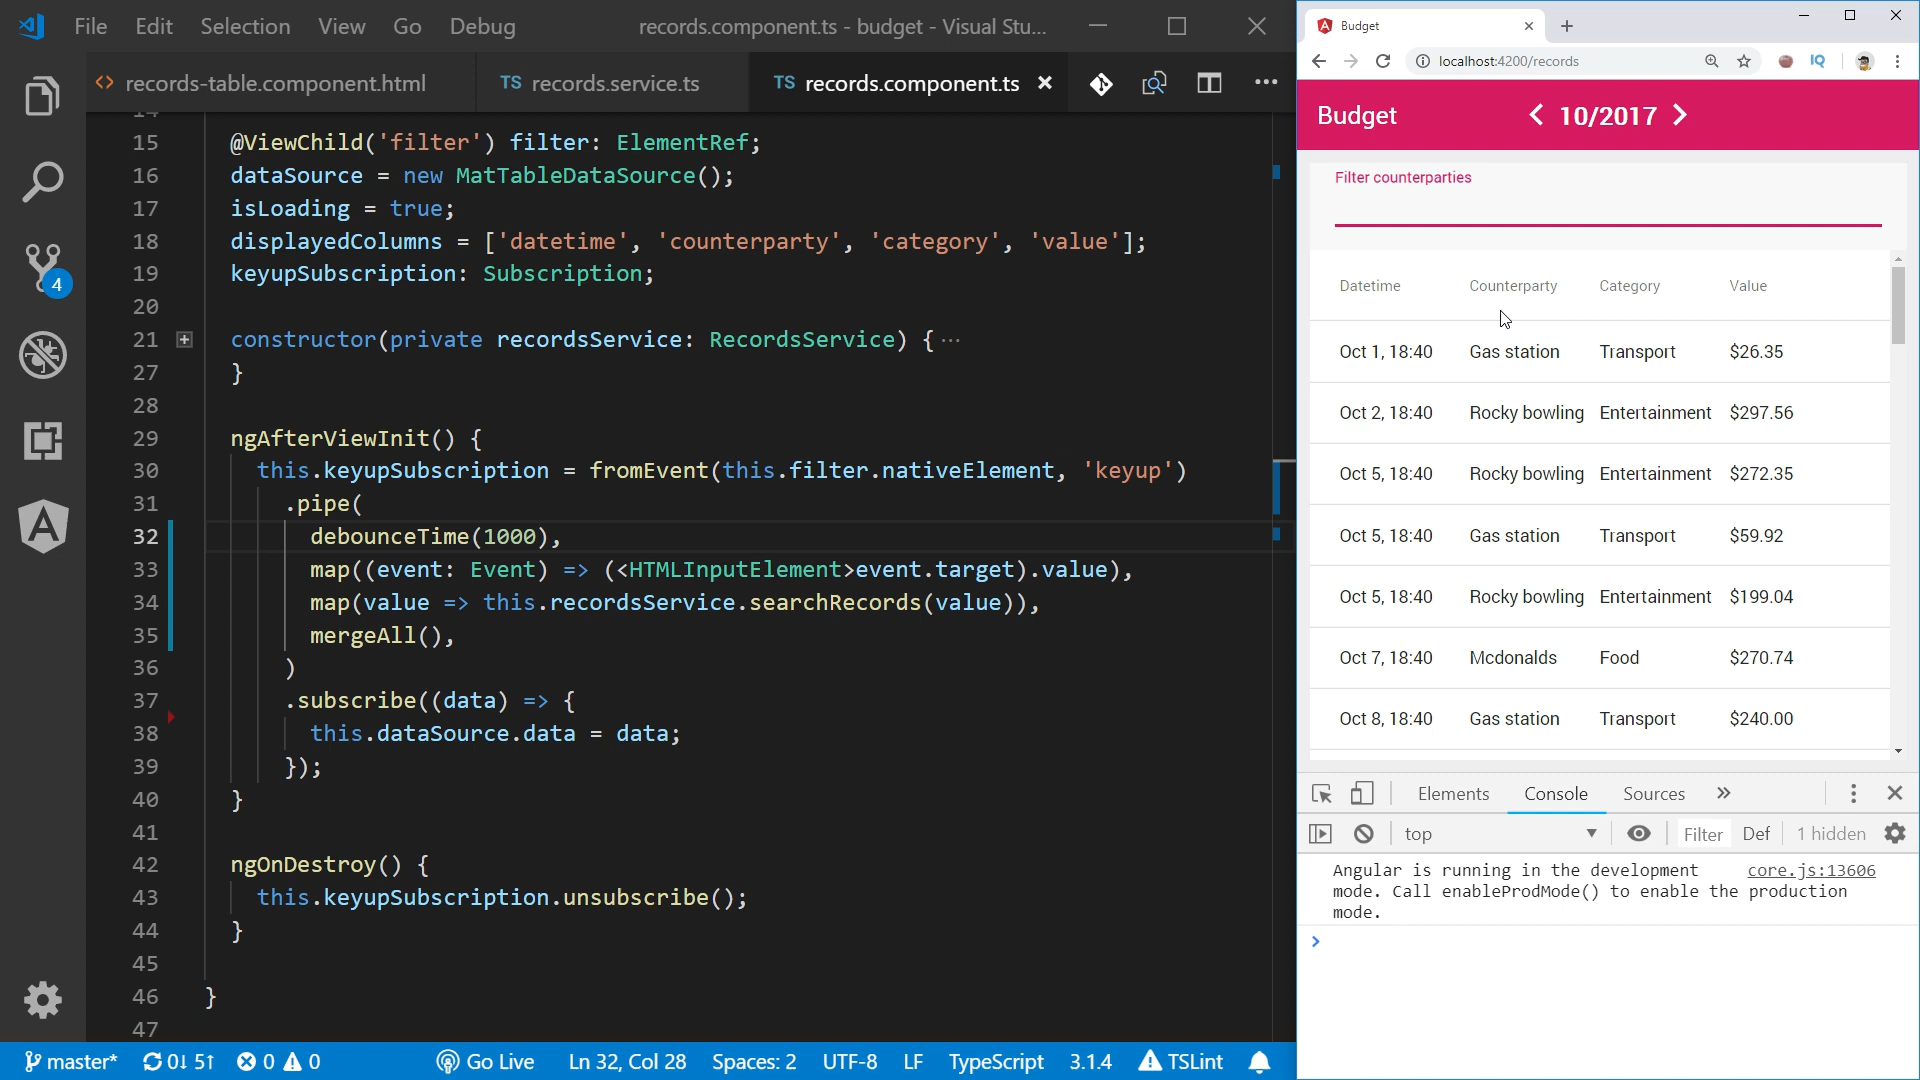 File Edit Selection View Go Debug
records.component.ts - budget - Visual Stu...
records-table.component.html
TS records.service.ts
TS records.component.ts
15 @ViewChild('filter') filter: ElementRef;
16 dataSource = new MatTableDataSource();
17 isLoading = true;
18 displayedColumns = ['datetime', 'counterparty', 'category', 'value'];
19 keyupSubscription: Subscription;
20
21 constructor(private recordsService: RecordsService) { ...
27 }
28
29 ngAfterViewInit() {
30 this.keyupSubscription = fromEvent(this.filter.nativeElement, 'keyup')
31 .pipe(
32 debounceTime(1000),
33 map((event: Event) => (<HTMLInputElement>event.target).value),
34 map(value => this.recordsService.searchRecords(value)),
35 mergeAll(),
36 )
37 .subscribe((data) => {
38 this.dataSource.data = data;
39 });
40 }
41
42 ngOnDestroy() {
43 this.keyupSubscription.unsubscribe();
44 }
45
46 }
47
4
master* 0↓ 5↑ 0 0 Go Live Ln 32, Col 28 Spaces: 2 UTF-8 LF TypeScript 3.1.4 TSLint
Budget
localhost:4200/records
IQ
Budget 10/2017
Filter counterparties
Datetime Counterparty Category Value
Oct 1, 18:40 Gas station Transport $26.35
Oct 2, 18:40 Rocky bowling Entertainment $297.56
Oct 5, 18:40 Rocky bowling Entertainment $272.35
Oct 5, 18:40 Gas station Transport $59.92
Oct 5, 18:40 Rocky bowling Entertainment $199.04
Oct 7, 18:40 Mcdonalds Food $270.74
Oct 8, 18:40 Gas station Transport $240.00
Elements Console Sources »
top Filter Def 1 hidden
Angular is running in the development core.js:13606
mode. Call enableProdMode() to enable the production
mode.